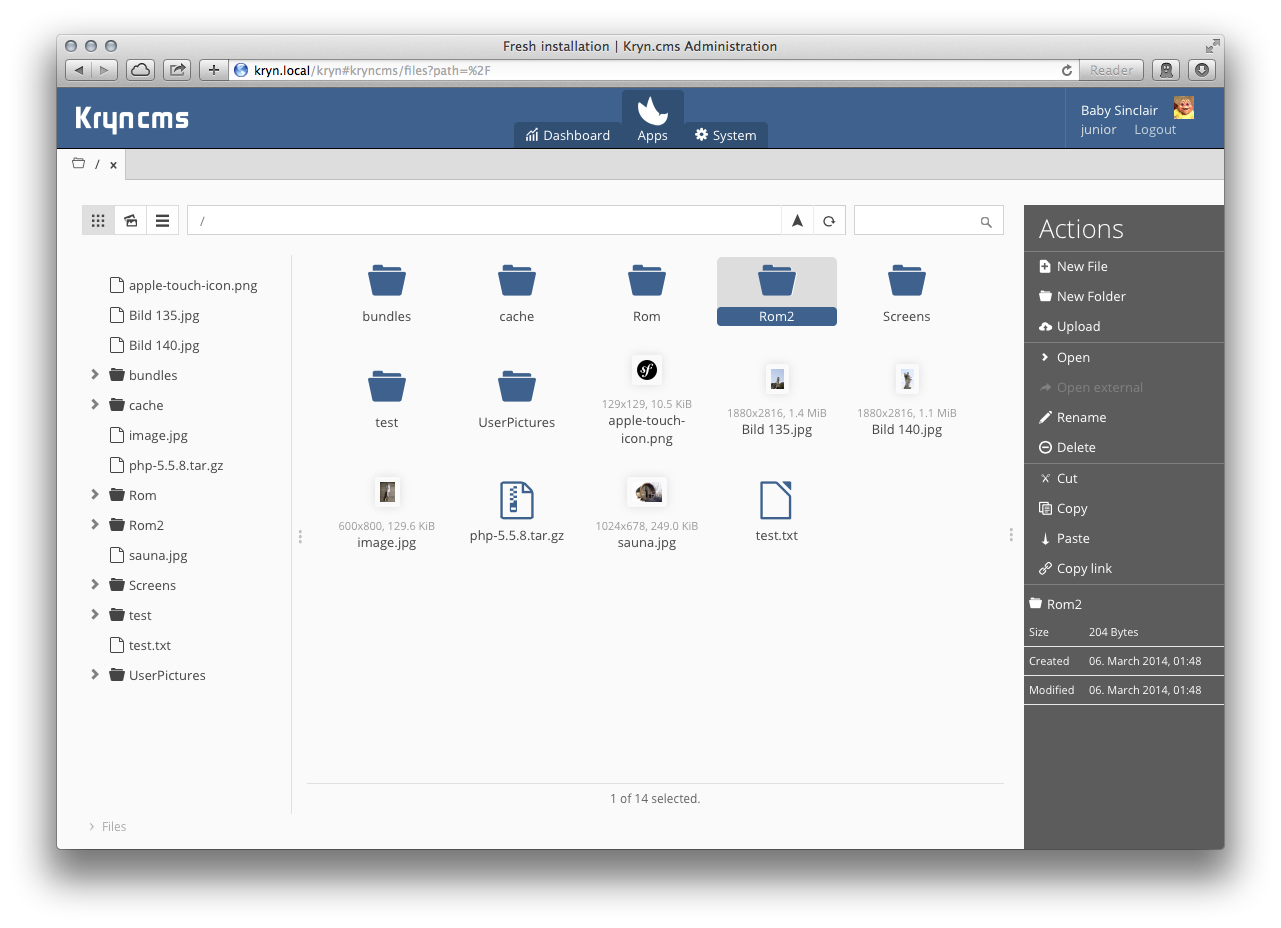 Fresh installation | Kryn.cms Administration
kryn.local/kryn#kryncms/files?path=%2F
Reader
Kryncms
Dashboard
Apps
System
Baby Sinclair
junior Logout
/ x
/
apple-touch-icon.png
Bild 135.jpg
Bild 140.jpg
bundles
cache
image.jpg
php-5.5.8.tar.gz
Rom
Rom2
sauna.jpg
Screens
test
test.txt
UserPictures
Files
bundles
cache
Rom
Rom2
Screens
test
UserPictures
129x129, 10.5 KiB
apple-touch-
icon.png
1880x2816, 1.4 MiB
Bild 135.jpg
1880x2816, 1.1 MiB
Bild 140.jpg
600x800, 129.6 KiB
image.jpg
php-5.5.8.tar.gz
1024x678, 249.0 KiB
sauna.jpg
test.txt
1 of 14 selected.
Actions
New File
New Folder
Upload
Open
Open external
Rename
Delete
Cut
Copy
Paste
Copy link
Rom2
Size 204 Bytes
Created 06. March 2014, 01:48
Modified 06. March 2014, 01:48